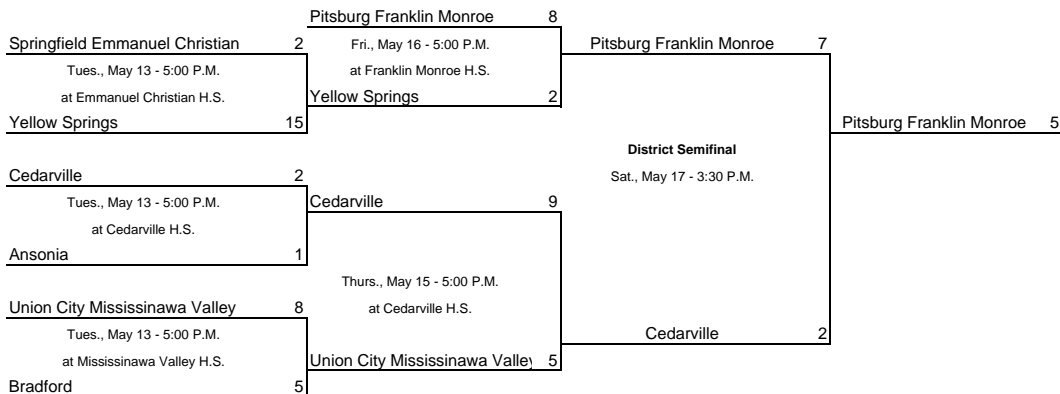 Pitsburg Franklin Monroe 8
Springfield Emmanuel Christian 2
Fri., May 16 - 5:00 P.M.
Pitsburg Franklin Monroe 7
Tues., May 13 - 5:00 P.M.
at Franklin Monroe H.S.
at Emmanuel Christian H.S.
Yellow Springs 2
Yellow Springs 15
Pitsburg Franklin Monroe 5
District Semifinal
Cedarville 2
Sat., May 17 - 3:30 P.M.
Tues., May 13 - 5:00 P.M.
Cedarville 9
at Cedarville H.S.
Ansonia 1
Thurs., May 15 - 5:00 P.M.
Union City Mississinawa Valley 8
at Cedarville H.S.
Tues., May 13 - 5:00 P.M.
Cedarville 2
at Mississinawa Valley H.S.
Union City Mississinawa Valley 5
Bradford 5